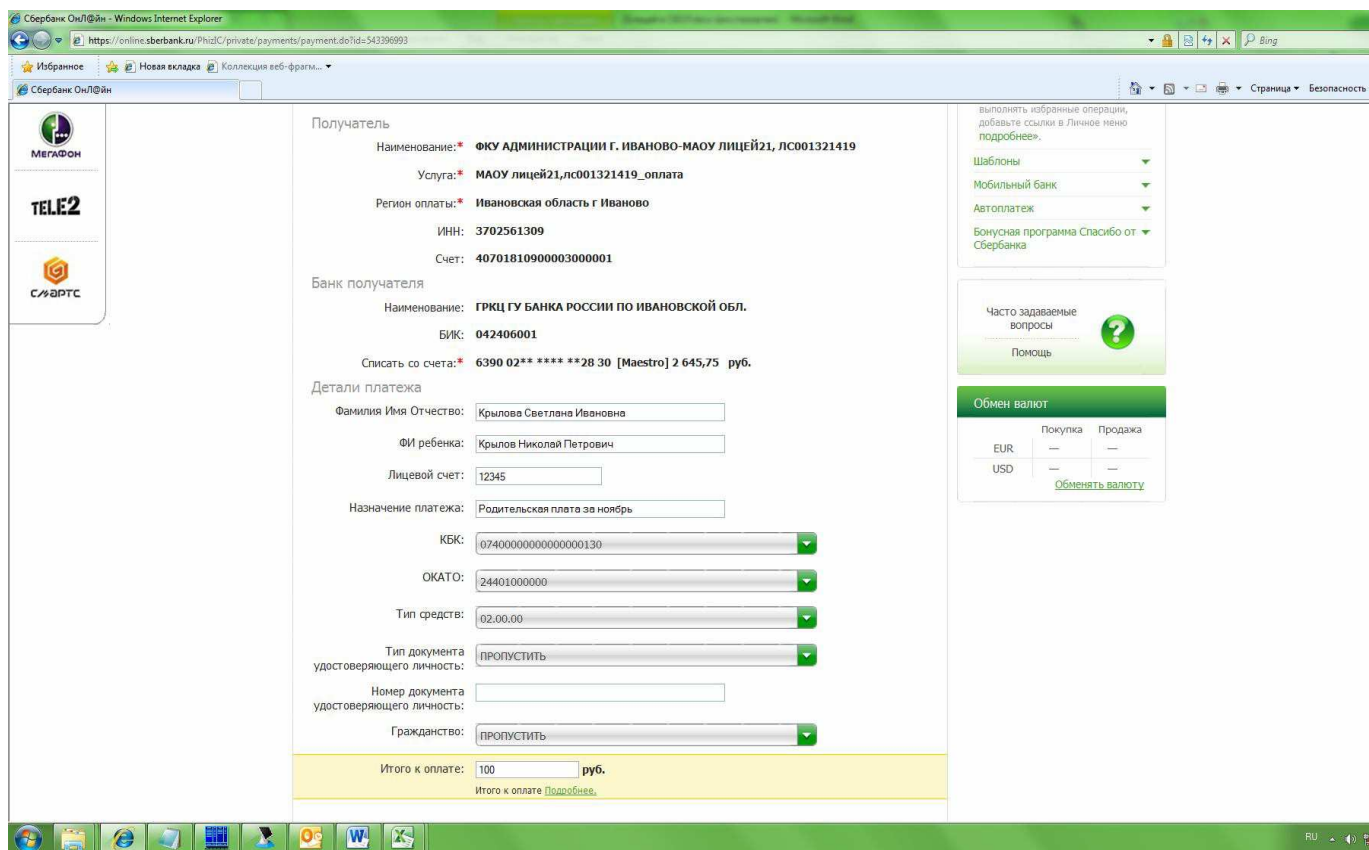 Сбербанк ОнЛ@йн - Windows Internet Explorer
https://online.sberbank.ru/PhizIC/private/payments/payment.do?id=543396993
Bing
Избранное Новая вкладка Коллекция веб-фрагм...
Сбербанк ОнЛ@йн
Страница Безопасность
МЕГАФОН
TELE2
СМАРТС
Получатель
Наименование:* ФКУ АДМИНИСТРАЦИИ Г. ИВАНОВО-МАОУ ЛИЦЕЙ21, ЛС001321419
Услуга:* МАОУ лицей21,лс001321419_оплата
Регион оплаты:* Ивановская область г Иваново
ИНН: 3702561309
Счет: 40701810900003000001
Банк получателя
Наименование: ГРКЦ ГУ БАНКА РОССИИ ПО ИВАНОВСКОЙ ОБЛ.
БИК: 042406001
Списать со счета:* 6390 02** **** **28 30 [Maestro] 2 645,75 руб.
Детали платежа
Фамилия Имя Отчество: Крылова Светлана Ивановна
ФИ ребенка: Крылов Николай Петрович
Лицевой счет: 12345
Назначение платежа: Родительская плата за ноябрь
КБК: 07400000000000000130
ОКАТО: 24401000000
Тип средств: 02.00.00
Тип документа
удостоверяющего личность: ПРОПУСТИТЬ
Номер документа
удостоверяющего личность:
Гражданство: ПРОПУСТИТЬ
Итого к оплате: 100 руб.
Итого к оплате Подробнее.
выполнять избранные операции,
добавьте ссылки в Личное меню
подробнее».
Шаблоны
Мобильный банк
Автоплатеж
Бонусная программа Спасибо от
Сбербанка
Часто задаваемые
вопросы
Помощь
Обмен валют
Покупка Продажа
EUR — —
USD — —
Обменять валюту
RU